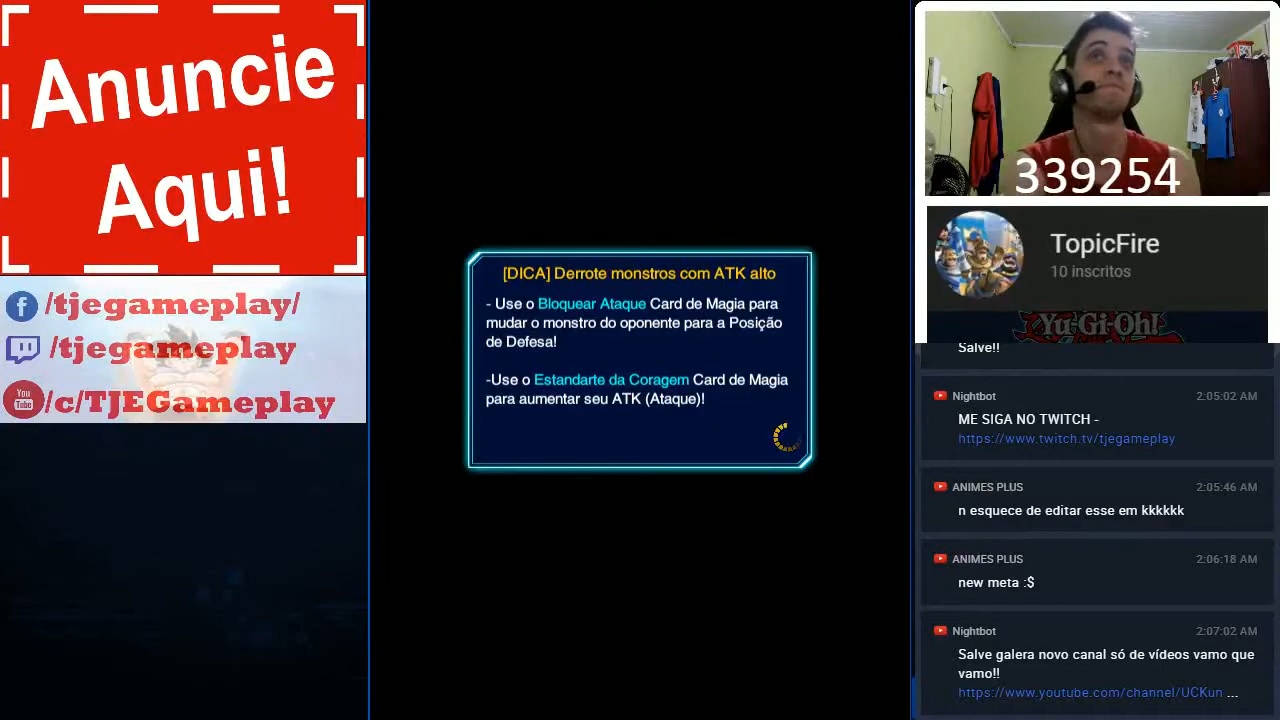 Anuncie
Aqui!
/tjegameplay/
/tjegameplay
You
Tube
/c/TJEGameplay
[DICA] Derrote monstros com ATK alto
- Use o Bloquear Ataque Card de Magia para
mudar o monstro do oponente para a Posição
de Defesa!
-Use o Estandarte da Coragem Card de Magia
para aumentar seu ATK (Ataque)!
339254
TopicFire
10 inscritos
Yu-Gi-Oh!
Salve!!
Nightbot 2:05:02 AM
ME SIGA NO TWITCH -
https://www.twitch.tv/tjegameplay
ANIMES PLUS 2:05:46 AM
n esquece de editar esse em kkkkkk
ANIMES PLUS 2:06:18 AM
new meta :$
Nightbot 2:07:02 AM
Salve galera novo canal só de vídeos vamo que
vamo!!
https://www.youtube.com/channel/UCKun ...